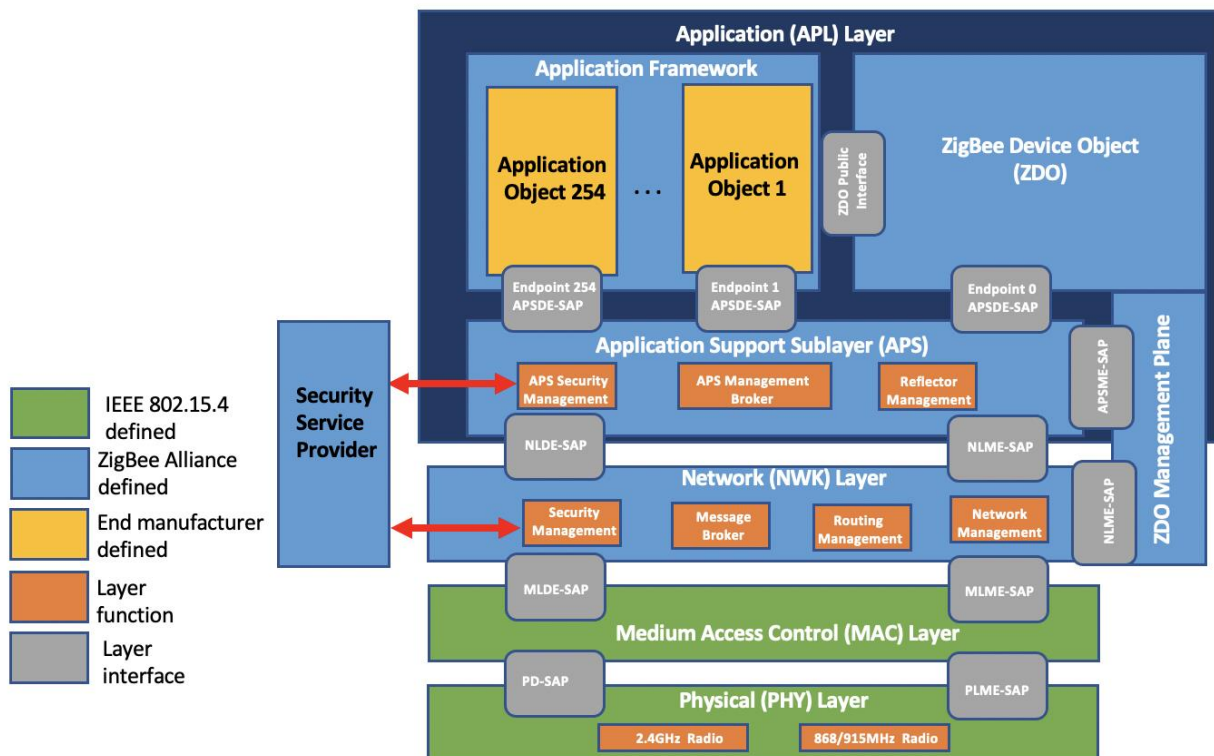 Application (APL) Layer
Application Framework
Application
Object 254
...
Application
Object 1
ZDO Public
Interface
ZigBee Device Object
(ZDO)
Endpoint 254
APSDE-SAP
Endpoint 1
APSDE-SAP
Endpoint 0
APSDE-SAP
Application Support Sublayer (APS)
APS Security
Management
APS Management
Broker
Reflector
Management
APSME-SAP
ZDO Management Plane
Security
Service
Provider
NLDE-SAP
NLME-SAP
Network (NWK) Layer
Security
Management
Message
Broker
Routing
Management
Network
Management
NLME-SAP
MLDE-SAP
MLME-SAP
Medium Access Control (MAC) Layer
PD-SAP
PLME-SAP
Physical (PHY) Layer
2.4GHz Radio
868/915MHz Radio
IEEE 802.15.4
defined
ZigBee Alliance
defined
End manufacturer
defined
Layer
function
Layer
interface